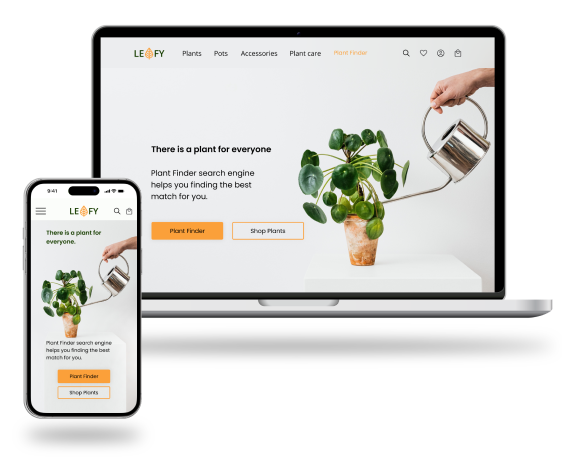 LEAFY Plants Pots Accessories Plant care Plant Finder
There is a plant for everyone
Plant Finder search engine
helps you finding the best
match for you.
Plant Finder Shop Plants
9:41
LEAFY
There is a plant for
everyone.
Plant Finder search engine
helps you finding the best
match for you.
Plant Finder
Shop Plants